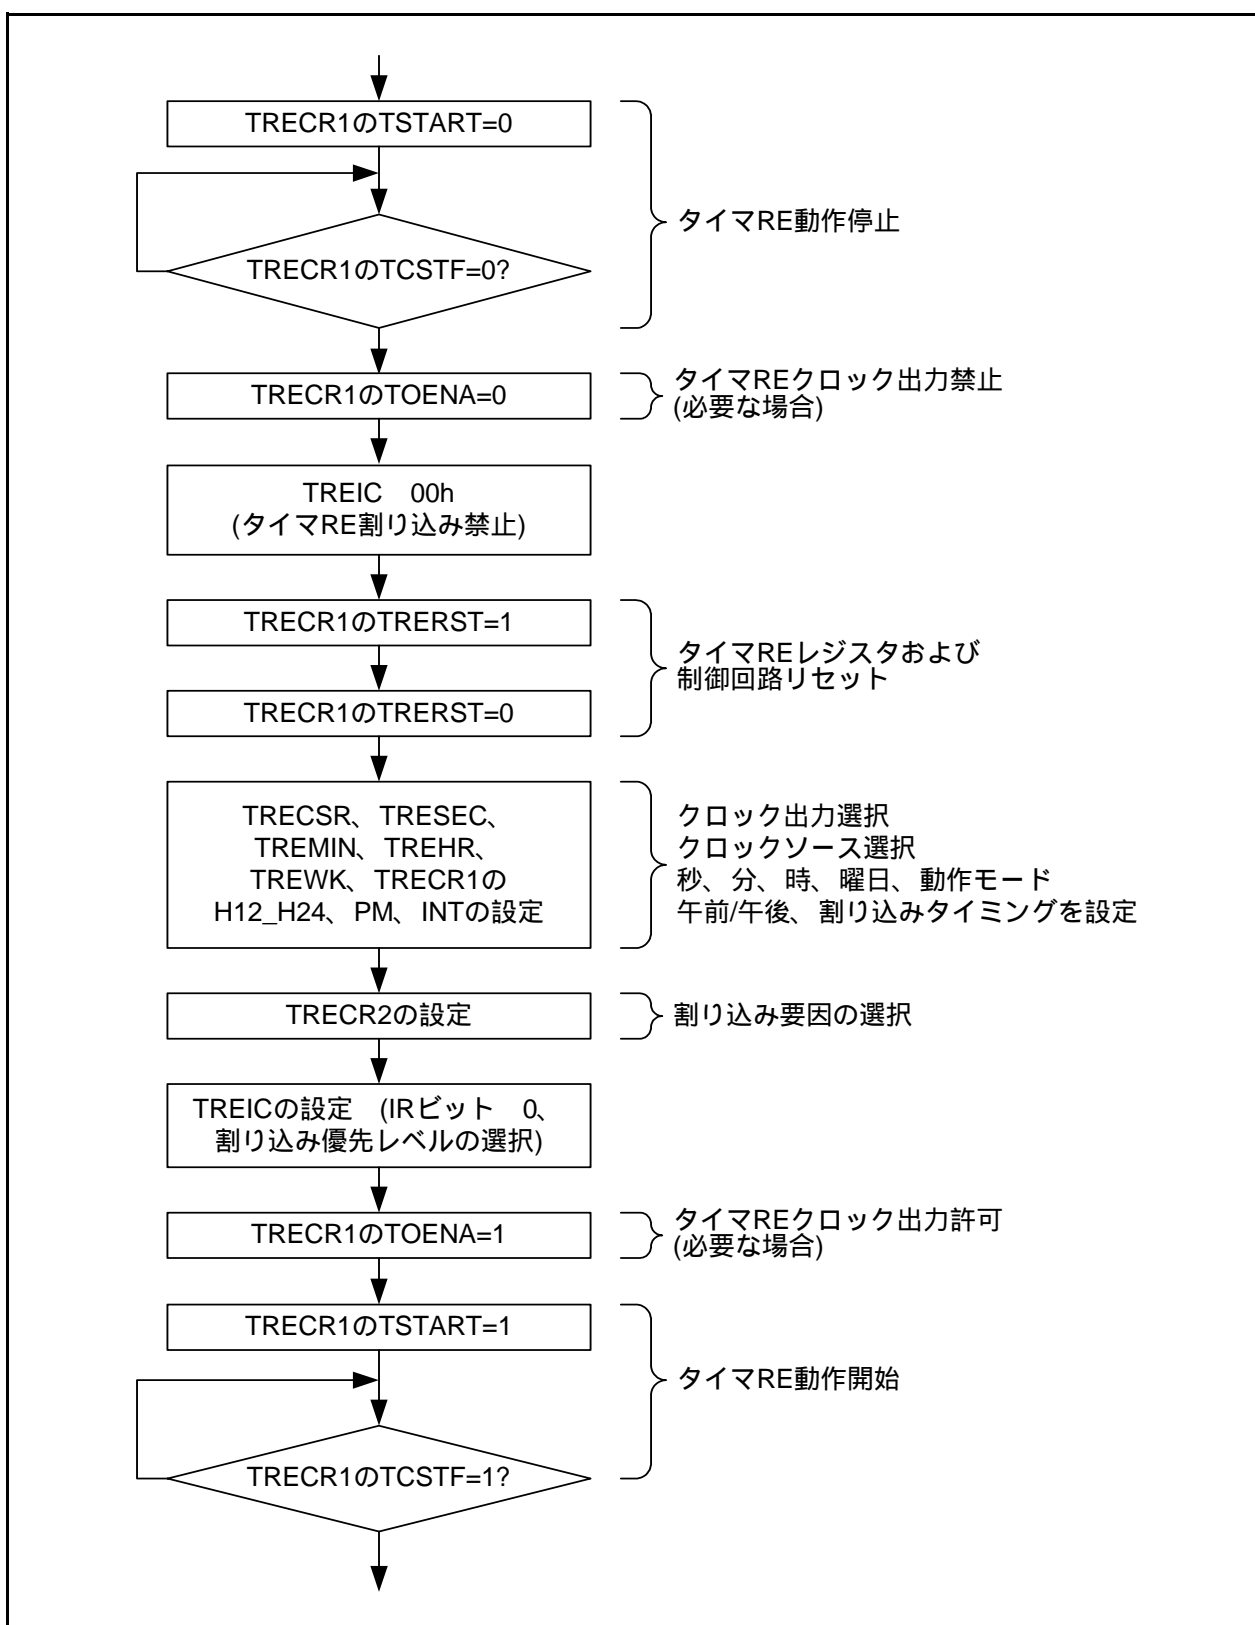 TRECR1のTSTART=0
TRECR1のTCSTF=0?
タイマRE動作停止
TRECR1のTOENA=0
タイマREクロック出力禁止
(必要な場合)
TREIC 00h
(タイマRE割り込み禁止)
TRECR1のTRERST=1
TRECR1のTRERST=0
タイマREレジスタおよび
制御回路リセット
TRECSR、TRESEC、
TREMIN、TREHR、
TREWK、TRECR1の
H12_H24、PM、INTの設定
クロック出力選択
クロックソース選択
秒、分、時、曜日、動作モード
午前/午後、割り込みタイミングを設定
TRECR2の設定
割り込み要因の選択
TREICの設定 (IRビット 0、
割り込み優先レベルの選択)
TRECR1のTOENA=1
タイマREクロック出力許可
(必要な場合)
TRECR1のTSTART=1
TRECR1のTCSTF=1?
タイマRE動作開始